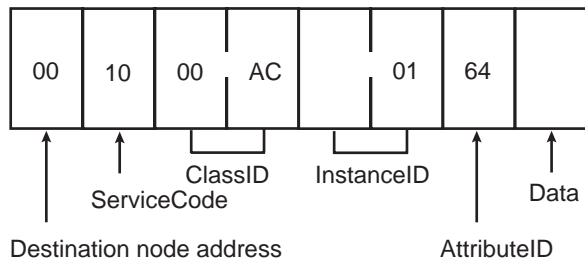 00 10 00 AC 01 64
ClassID InstanceID
ServiceCode Data
Destination node address AttributeID